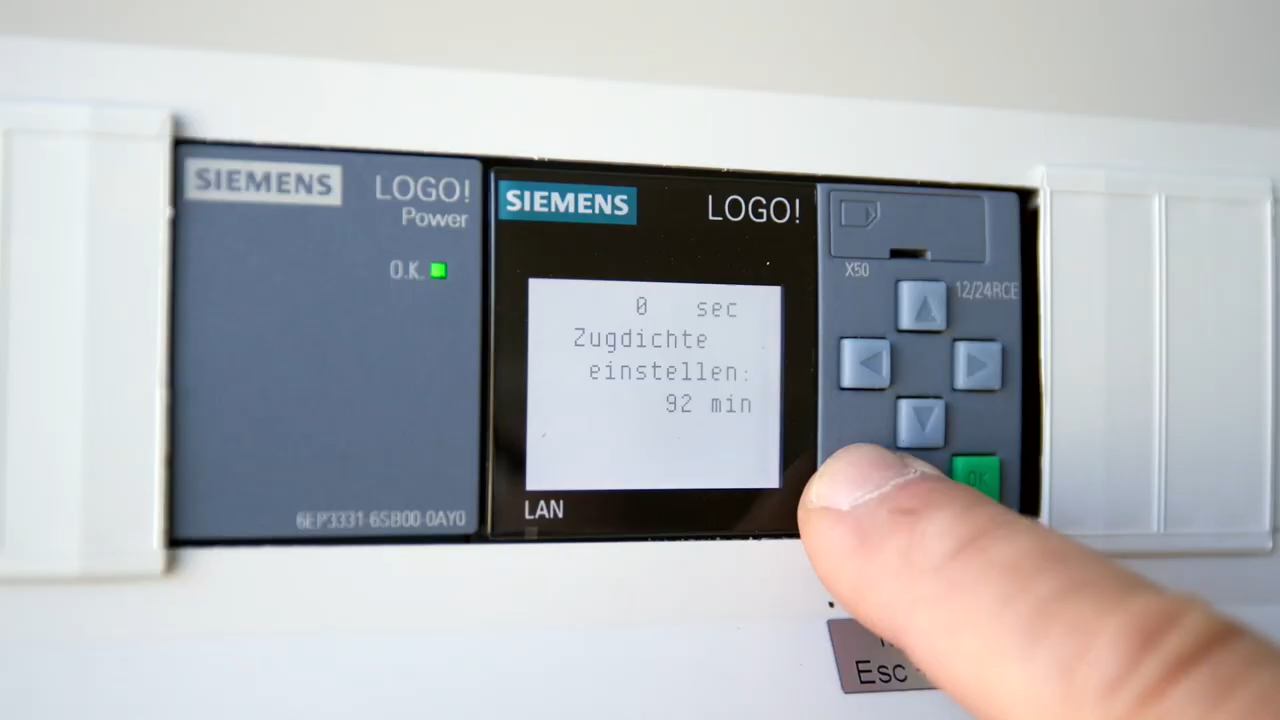 SIEMENS
LOGO!
Power
O.K.
6EP3331-6SB00-0AY0
SIEMENS
LOGO!
0 sec
Zugdichte
einstellen:
92 min
LAN
X50
12/24RCE
OK
Esc